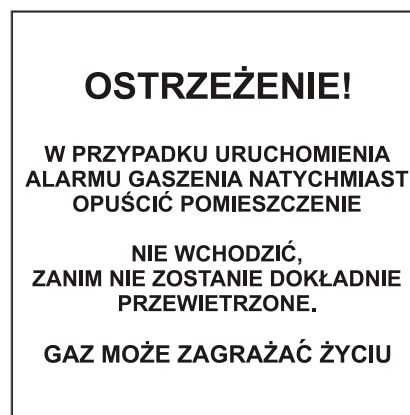 OSTRZEŻENIE!
W PRZYPADKU URUCHOMIENIA
ALARMU GASZENIA NATYCHMIAST
OPUŚCIĆ POMIESZCZENIE
NIE WCHODZIĆ,
ZANIM NIE ZOSTANIE DOKŁADNIE
PRZEWIETRZONE.
GAZ MOŻE ZAGRAŻAĆ ŻYCIU